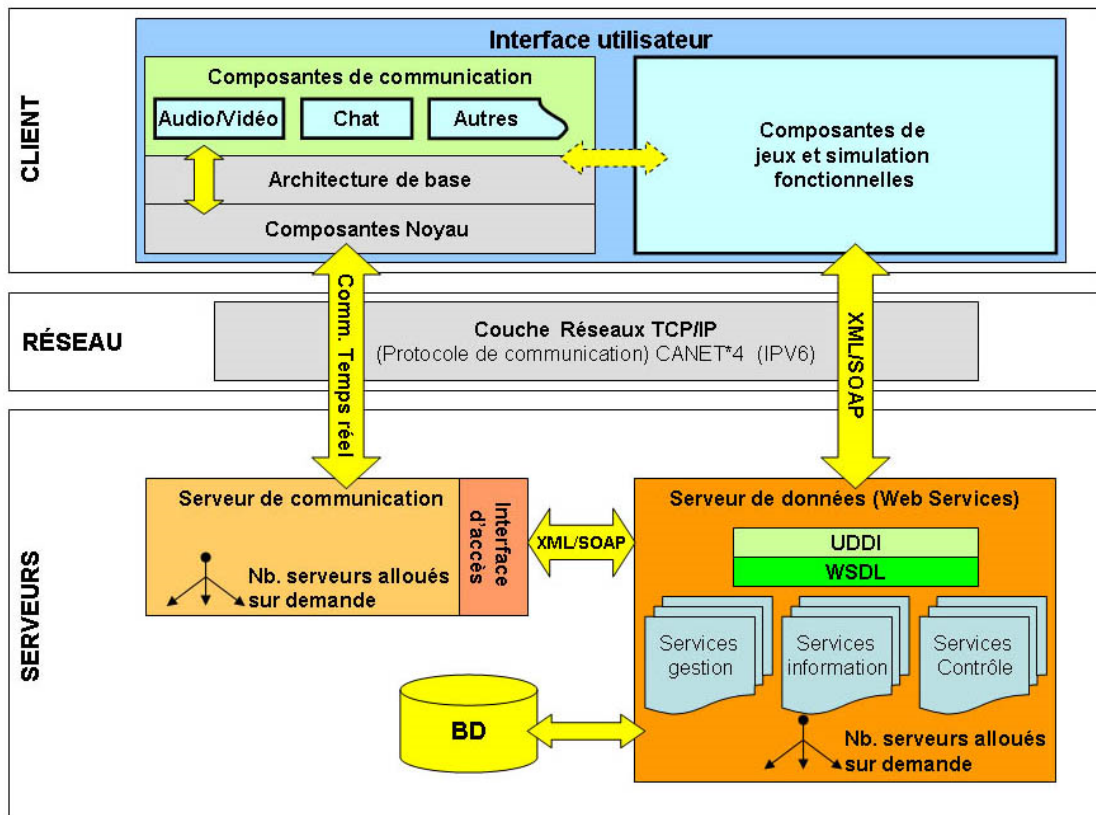 CLIENT
Interface utilisateur
Composantes de communication
Audio/Vidéo
Chat
Autres
Architecture de base
Composantes Noyau
Composantes de
jeux et simulation
fonctionnelles
RÉSEAU
Couche Réseaux TCP/IP
(Protocole de communication) CANET*4 (IPV6)
Comm. Temps réel
XML/SOAP
SERVEURS
Serveur de communication
Nb. serveurs alloués
sur demande
Interface
d'accès
XML/SOAP
Serveur de données (Web Services)
UDDI
WSDL
Services
gestion
Services
information
Services
Contrôle
Nb. serveurs alloués
sur demande
BD